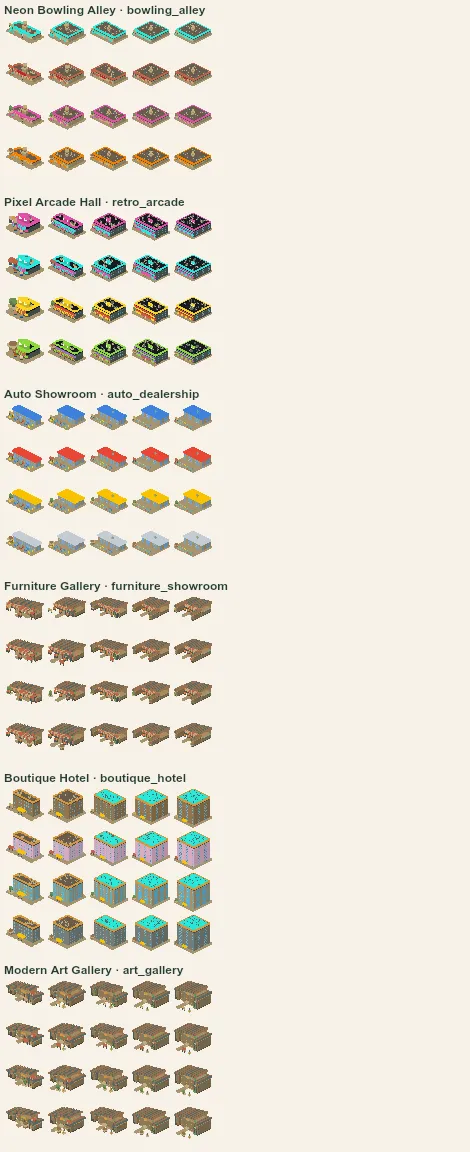 Neon Bowling Alley · bowling_alley
Pixel Arcade Hall · retro_arcade
Auto Showroom · auto_dealership
Furniture Gallery · furniture_showroom
Boutique Hotel · boutique_hotel
Modern Art Gallery · art_gallery